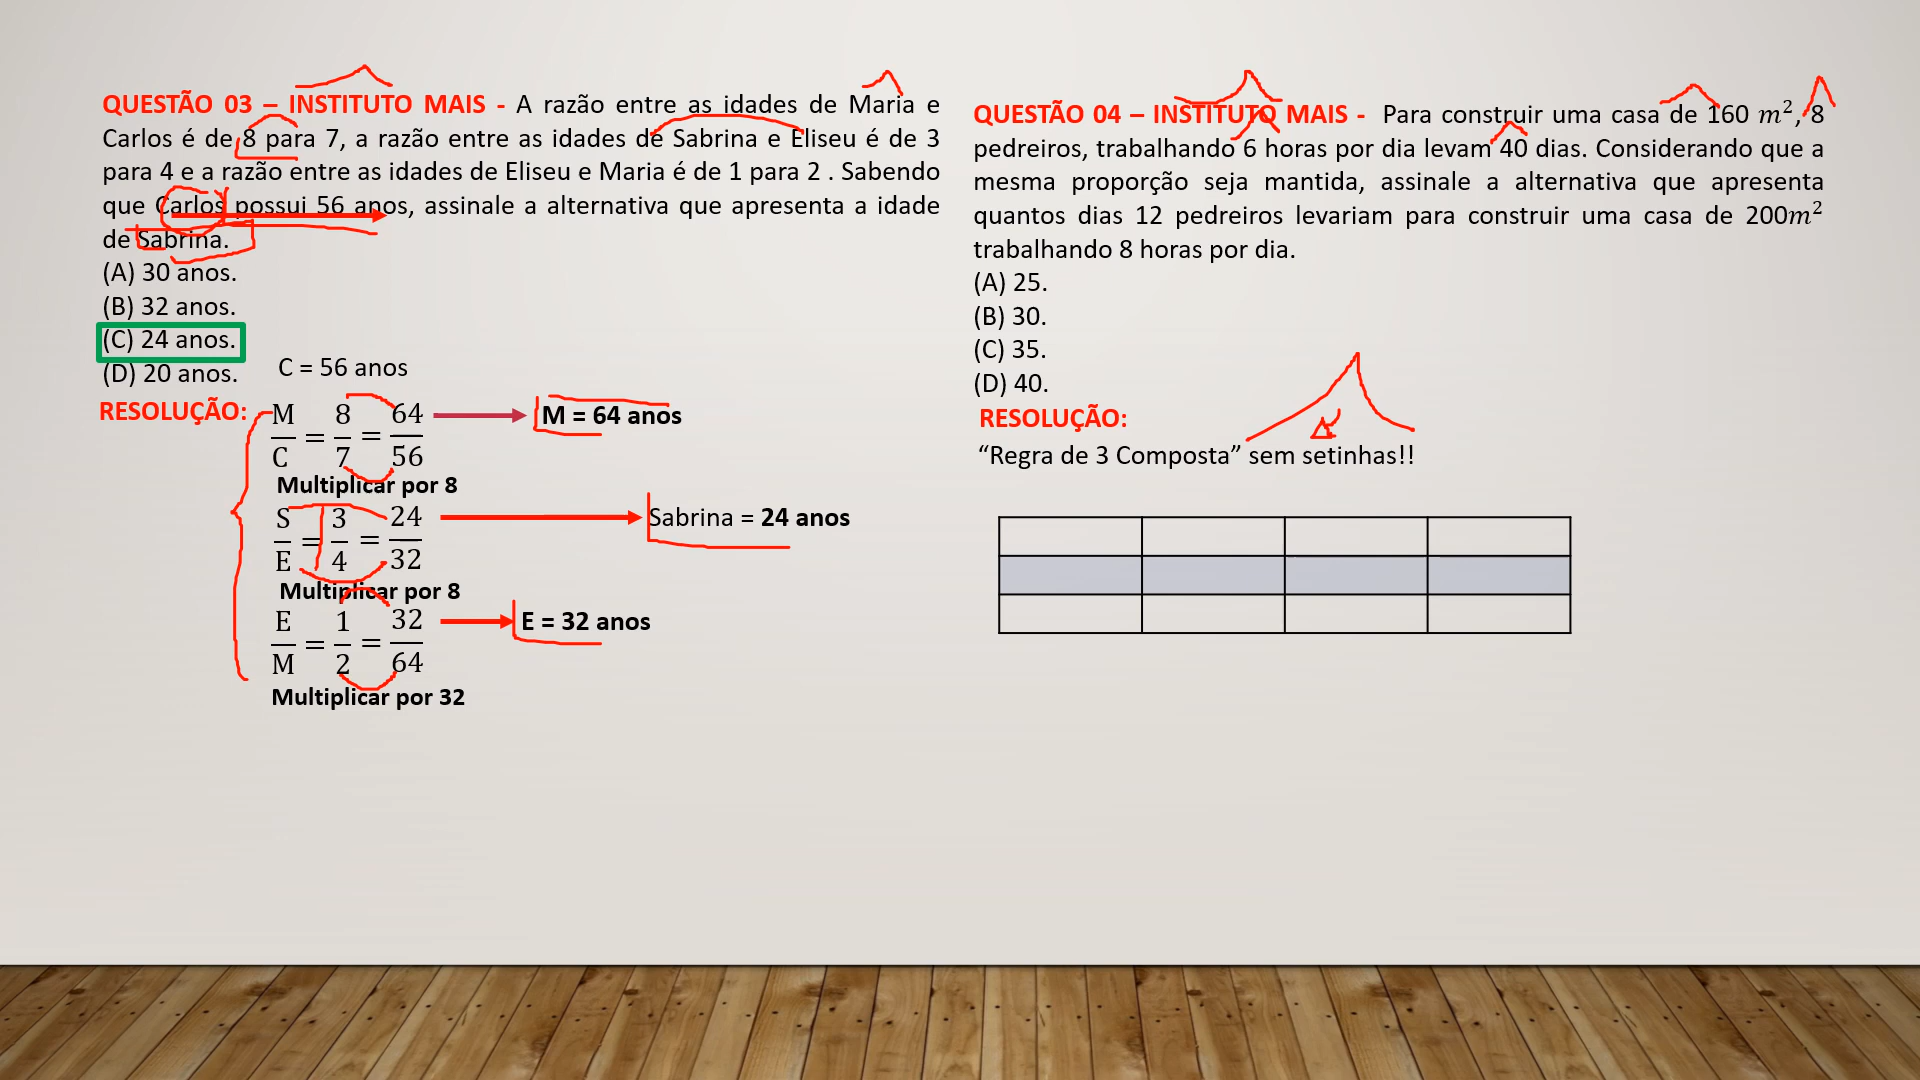 QUESTÃO 03 – INSTITUTO MAIS - A razão entre as idades de Maria e
Carlos é de 8 para 7, a razão entre as idades de Sabrina e Eliseu é de 3
para 4 e a razão entre as idades de Eliseu e Maria é de 1 para 2 . Sabendo
que Carlos possui 56 anos, assinale a alternativa que apresenta a idade
de Sabrina.
(A) 30 anos.
(B) 32 anos.
(C) 24 anos.
(D) 20 anos.
C = 56 anos
RESOLUÇÃO:
M/C = 8/7 = 64/56
M = 64 anos
Multiplicar por 8
S/E = 3/4 = 24/32
Sabrina = 24 anos
Multiplicar por 8
E/M = 1/2 = 32/64
E = 32 anos
Multiplicar por 32
QUESTÃO 04 – INSTITUTO MAIS - Para construir uma casa de 160 m², 8
pedreiros, trabalhando 6 horas por dia levam 40 dias. Considerando que a
mesma proporção seja mantida, assinale a alternativa que apresenta
quantos dias 12 pedreiros levariam para construir uma casa de 200m²
trabalhando 8 horas por dia.
(A) 25.
(B) 30.
(C) 35.
(D) 40.
RESOLUÇÃO:
“Regra de 3 Composta” sem setinhas!!